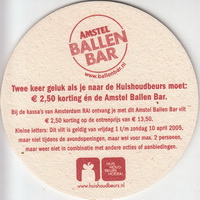 AMSTEL
BALLEN
BAR
www.ballenbar.nl
Twee keer geluk als je naar de Huishoudbeurs moet:
€ 2,50 korting én de Amstel Ballen Bar.
Bij de kassa's van Amsterdam RAI ontvang je met dit Amstel Ballen Bar vilt
€ 2,50 korting op de entreeprijs van € 13,50.
Kleine letters: Dit vilt is geldig van vrijdag 1 t/m zondag 10 april 2005,
maar niet tijdens de avondopeningen, maar wel voor max. 2 personen,
maar weer niet in combinatie met andere acties of afspraken. Zo!
www.huishoudbeurs.nl